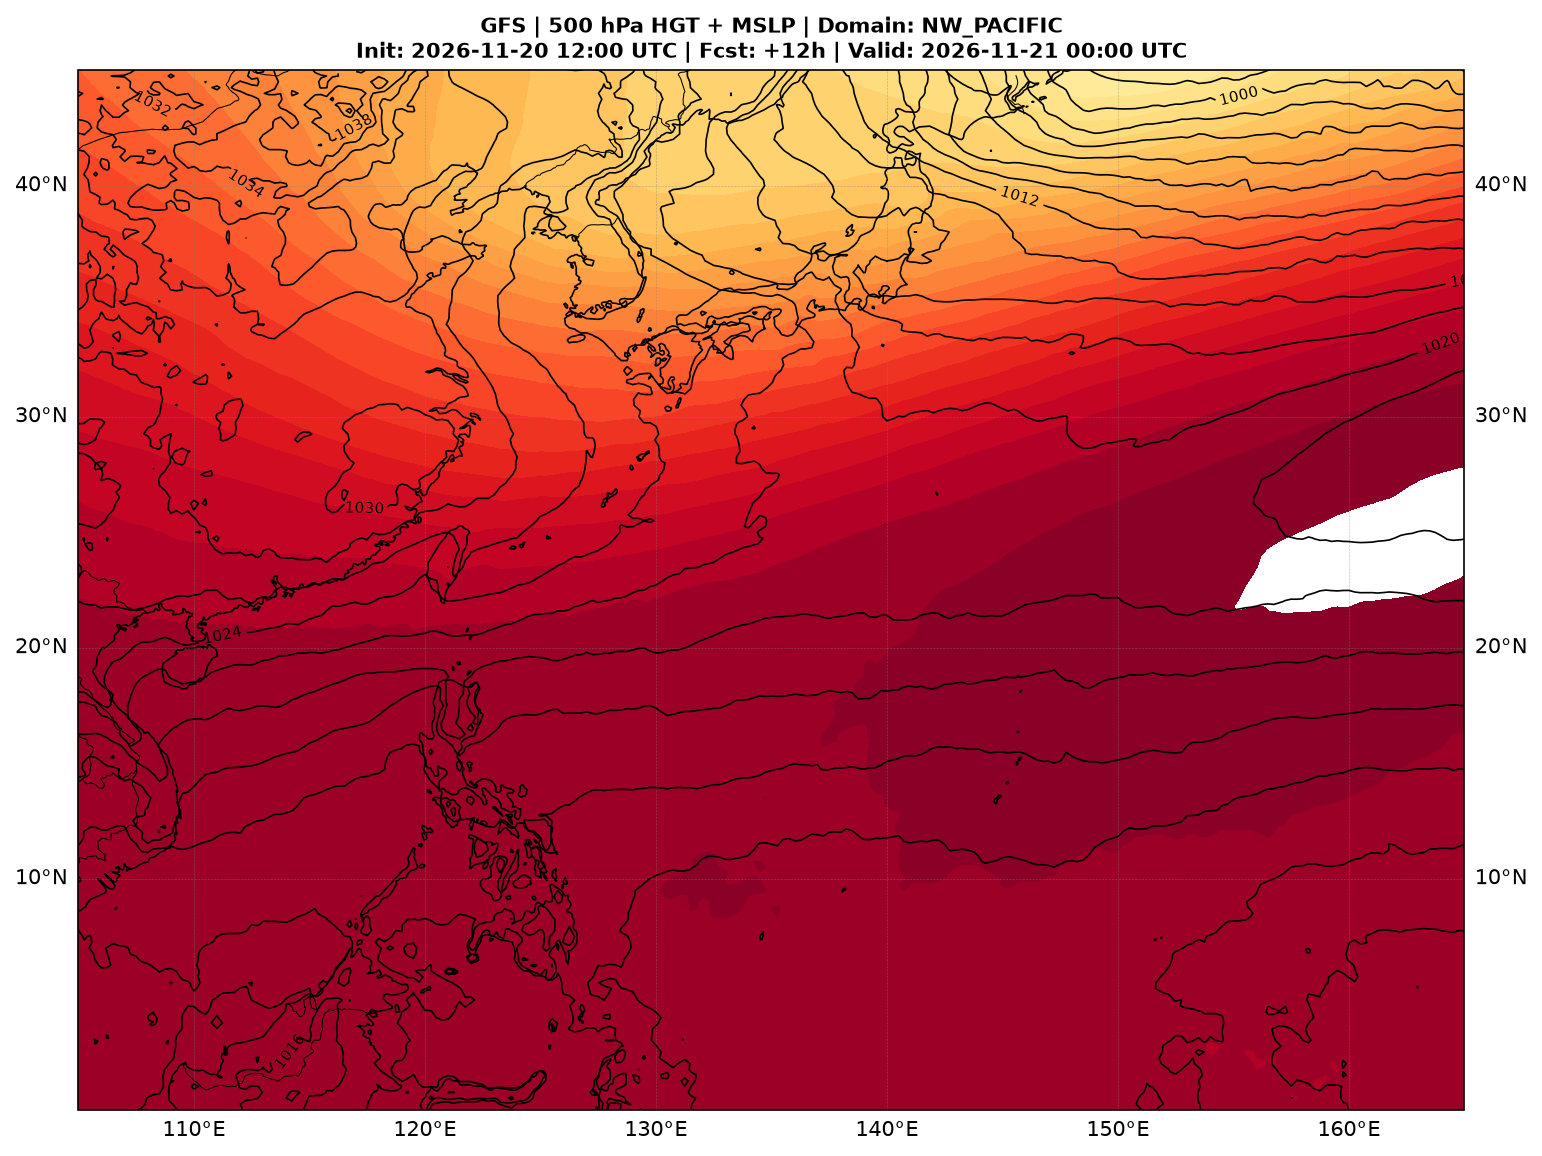 GFS | 500 hPa HGT + MSLP | Domain: NW_PACIFIC
Init: 2026-11-20 12:00 UTC | Fcst: +12h | Valid: 2026-11-21 00:00 UTC
1032
1038
1000
1034
1012
40°N
40°N
1020
30°N
30°N
1030
1024
20°N
20°N
10°N
10°N
1016
110°E
120°E
130°E
140°E
150°E
160°E